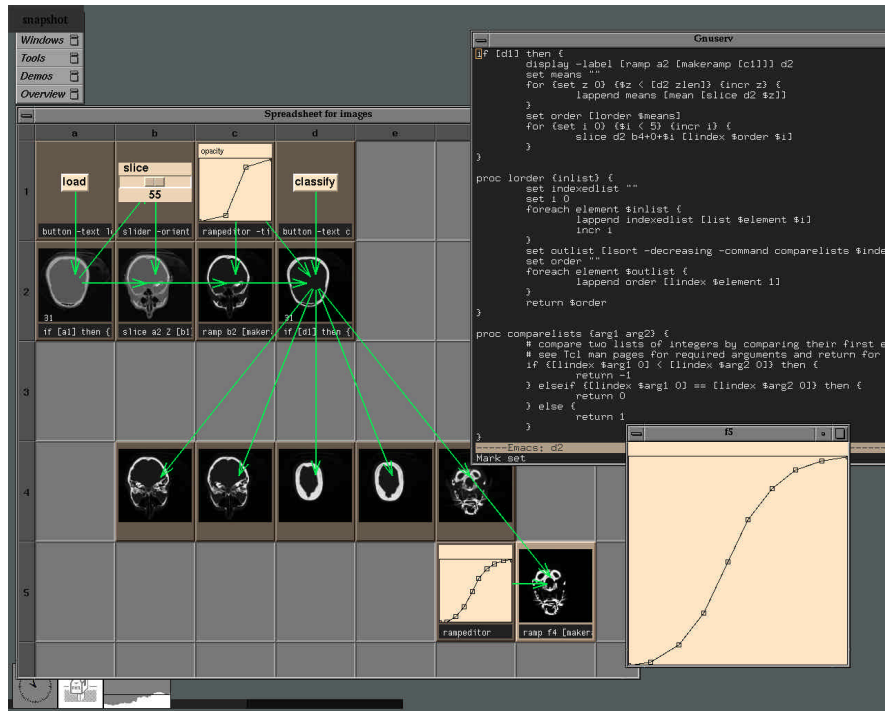 snapshot
Windows
Tools
Demos
Overview
Spreadsheet for images
a b c d e
1
load
slice
55
opacity
classify
button -text l
slider -orient
rampeditor -ti
button -text c
2
31
31
if [a1] then {
slice a2 Z [b1
ramp b2 [maker
if [d1] then {
3
4
5
rampeditor
ramp f4 [maker
Gnuserv
if [d1] then {
display -label [ramp a2 [makeramp [c1]]] d2
set means ""
for {set z 0} {$z < [d2 zlen]} {incr z} {
lappend means [mean [slice d2 $z]]
}
set order [lorder $means]
for {set i 0} {$i < 5} {incr i} {
slice d2 b4+0+$i [lindex $order $i]
}
}
proc lorder {inlist} {
set indexedlist ""
set i 0
foreach element $inlist {
lappend indexedlist [list $element $i]
incr i
}
set outlist [lsort -decreasing -command comparelists $inde
set order ""
foreach element $outlist {
lappend order [lindex $element 1]
}
return $order
}
proc comparelists {arg1 arg2} {
# compare two lists of integers by comparing their first e
# see Tcl man pages for required arguments and return for
if {[lindex $arg1 0] < [lindex $arg2 0]} then {
return -1
} elseif {[lindex $arg1 0] == [lindex $arg2 0]} then {
return 0
} else {
return 1
}
}
-----Emacs: d2
Mark set
f5